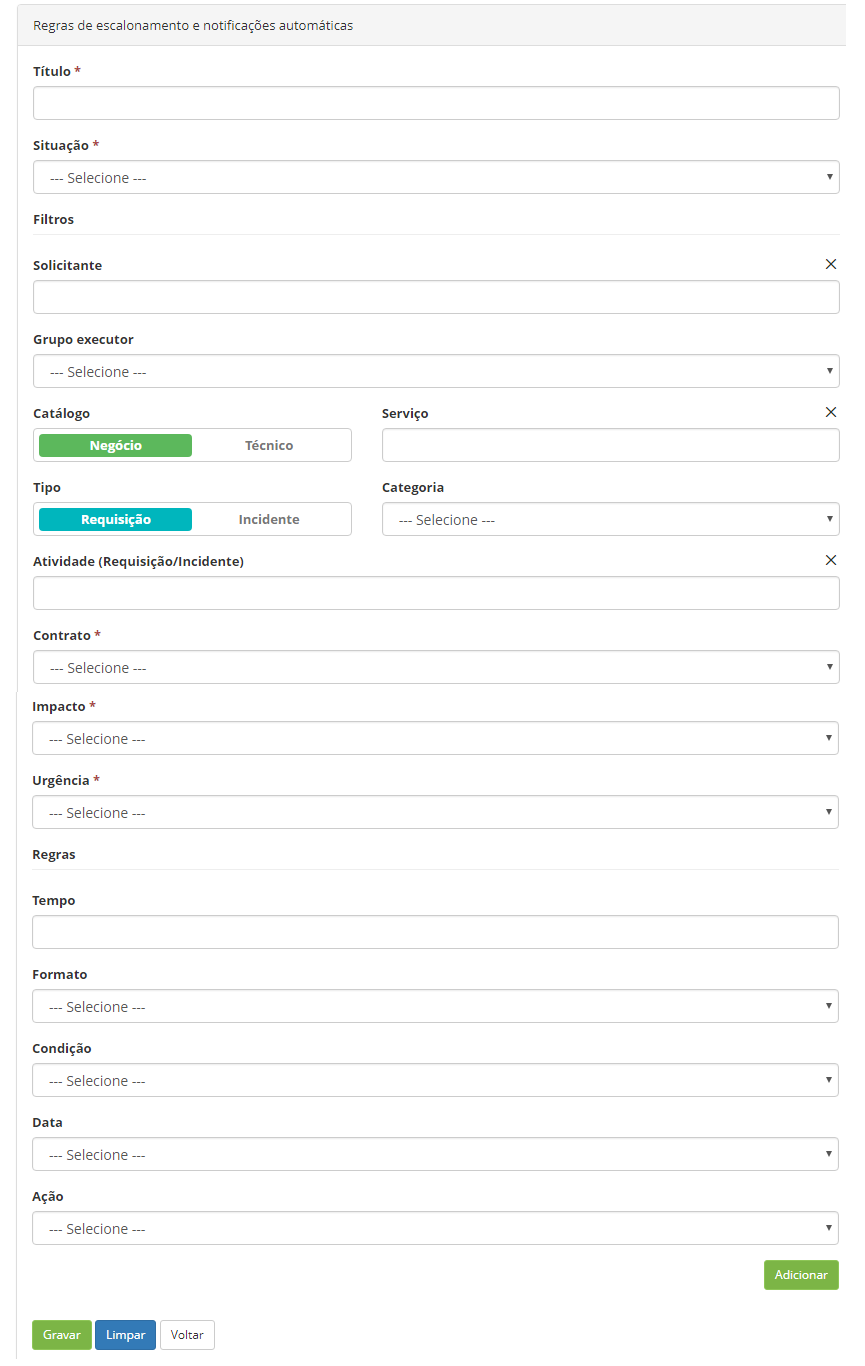 Regras de escalonamento e notificações automáticas
Título *
Situação *
--- Selecione ---
Filtros
Solicitante
Grupo executor
--- Selecione ---
Catálogo Serviço
Negócio Técnico
Tipo Categoria
Requisição Incidente --- Selecione ---
Atividade (Requisição/Incidente)
Contrato *
--- Selecione ---
Impacto *
--- Selecione ---
Urgência *
--- Selecione ---
Regras
Tempo
Formato
--- Selecione ---
Condição
--- Selecione ---
Data
--- Selecione ---
Ação
--- Selecione ---
Adicionar
Gravar Limpar Voltar